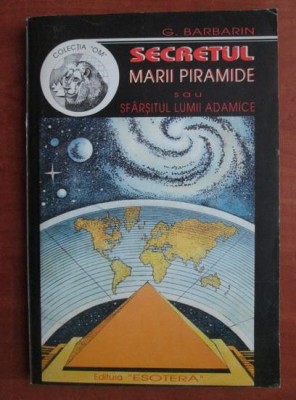 G. BARBARIN
COLECȚIA "OM"
SECRETUL
MARII PIRAMIDE
sau
SFÂRȘITUL LUMII ADAMICE
Editura "ESOTERA"